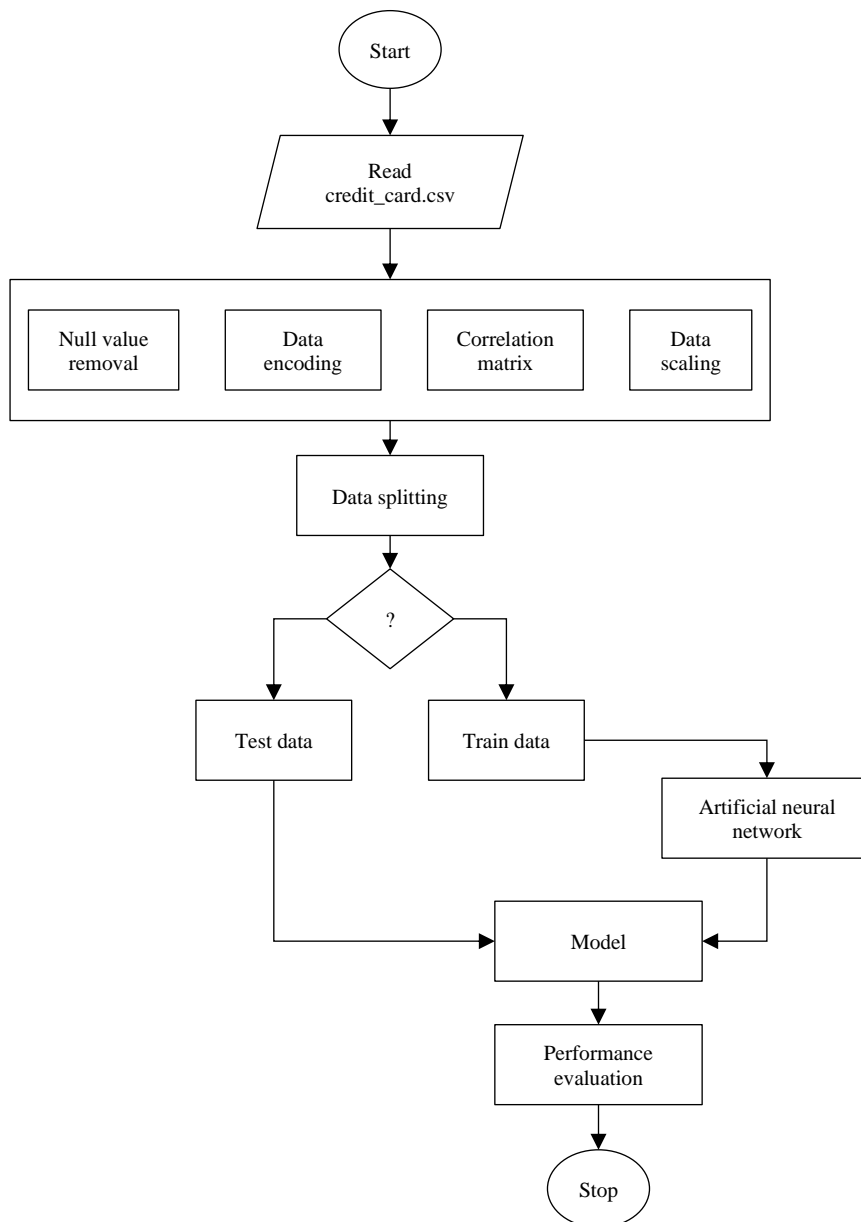 Start
Read
credit_card.csv
Null value
removal
Data
encoding
Correlation
matrix
Data
scaling
Data splitting
?
Test data
Train data
Artificial neural
network
Model
Performance
evaluation
Stop